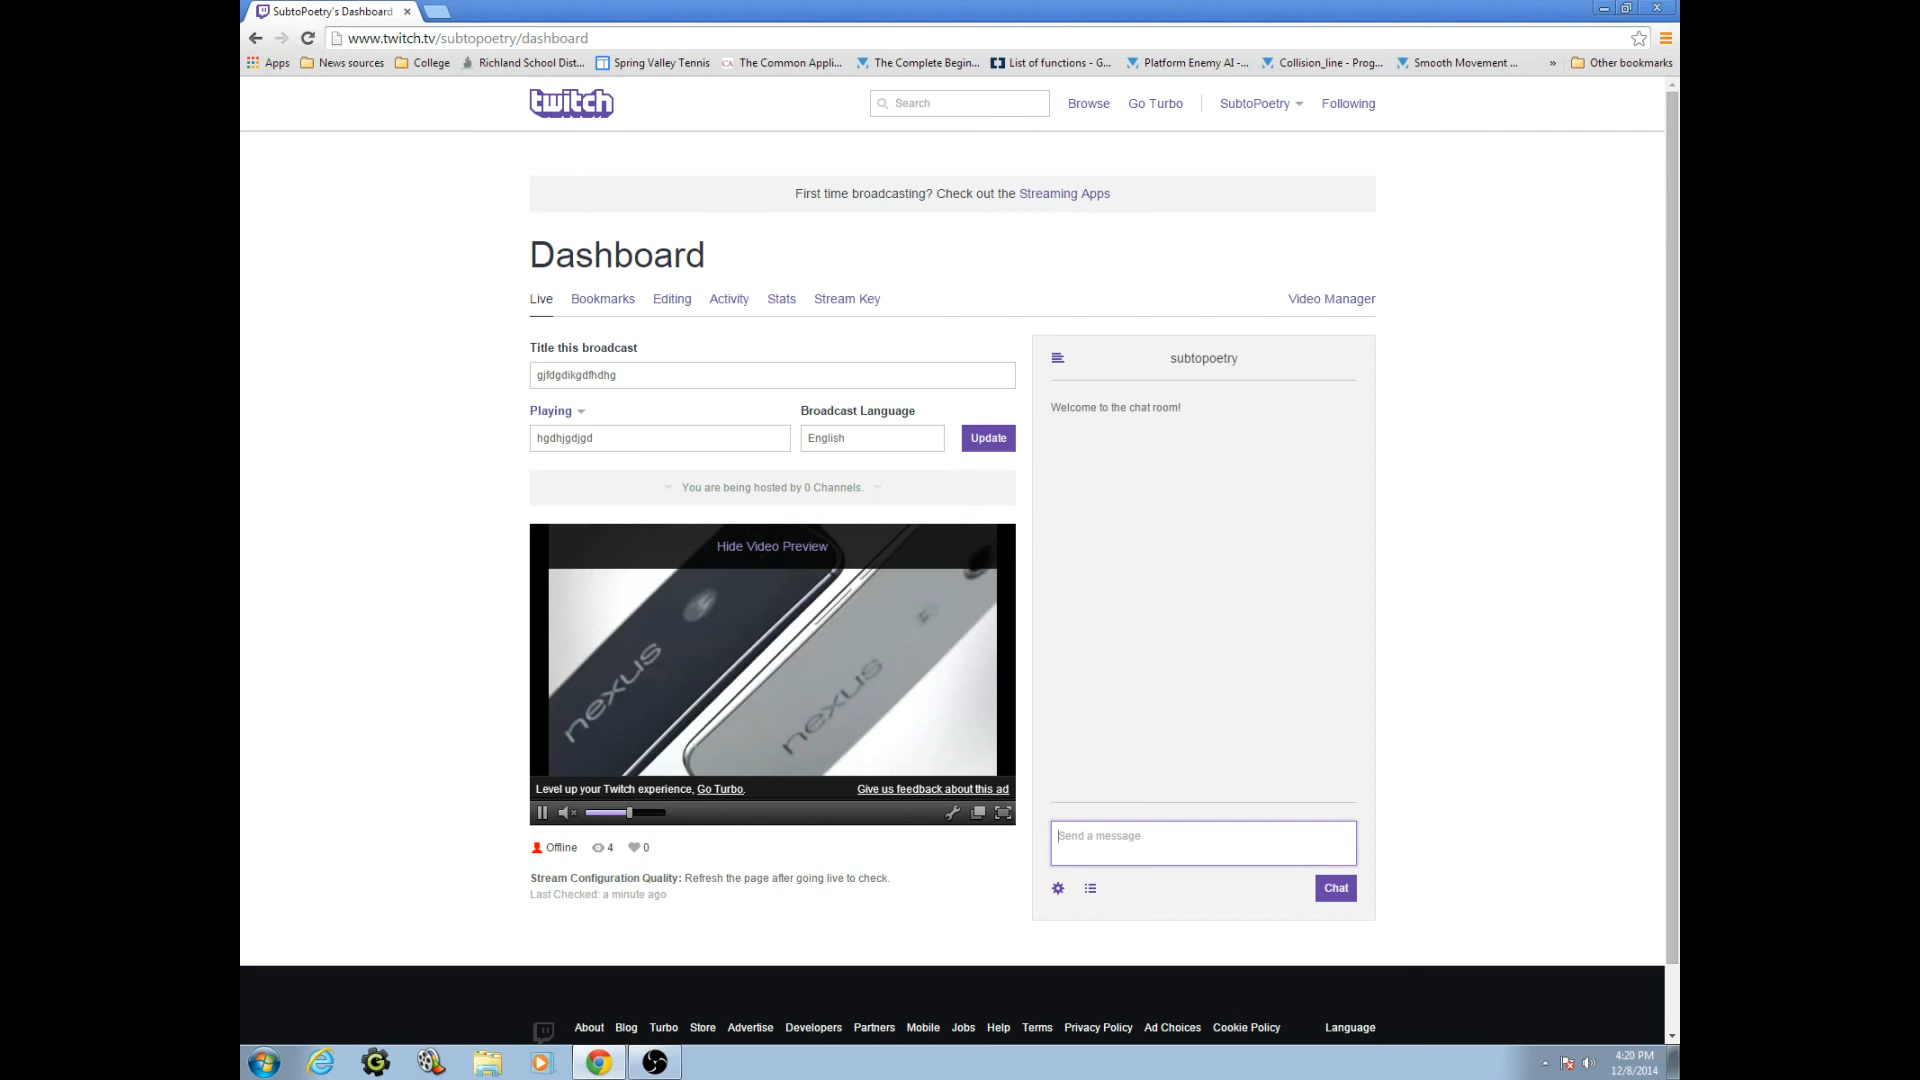 SubtoPoetry's Dashboard
www.twitch.tv/subtopoetry/dashboard
Apps News sources College Richland School Dist... Spring Valley Tennis The Common Appli... The Complete Begin... List of functions - G... Platform Enemy AI -... Collision_line - Prog... Smooth Movement ... » Other bookmarks
twitch
Search
Browse Go Turbo SubtoPoetry Following
First time broadcasting? Check out the Streaming Apps
Dashboard
Live Bookmarks Editing Activity Stats Stream Key Video Manager
Title this broadcast
gjfdgdikgdfhdhg
Playing Broadcast Language
hgdhjgdjgd English Update
You are being hosted by 0 Channels.
Hide Video Preview
nexus
nexus
Level up your Twitch experience, Go Turbo. Give us feedback about this ad
Offline 4 0
Stream Configuration Quality: Refresh the page after going live to check.
Last Checked: a minute ago
subtopoetry
Welcome to the chat room!
Send a message
Chat
About Blog Turbo Store Advertise Developers Partners Mobile Jobs Help Terms Privacy Policy Ad Choices Cookie Policy Language
4:20 PM
12/8/2014